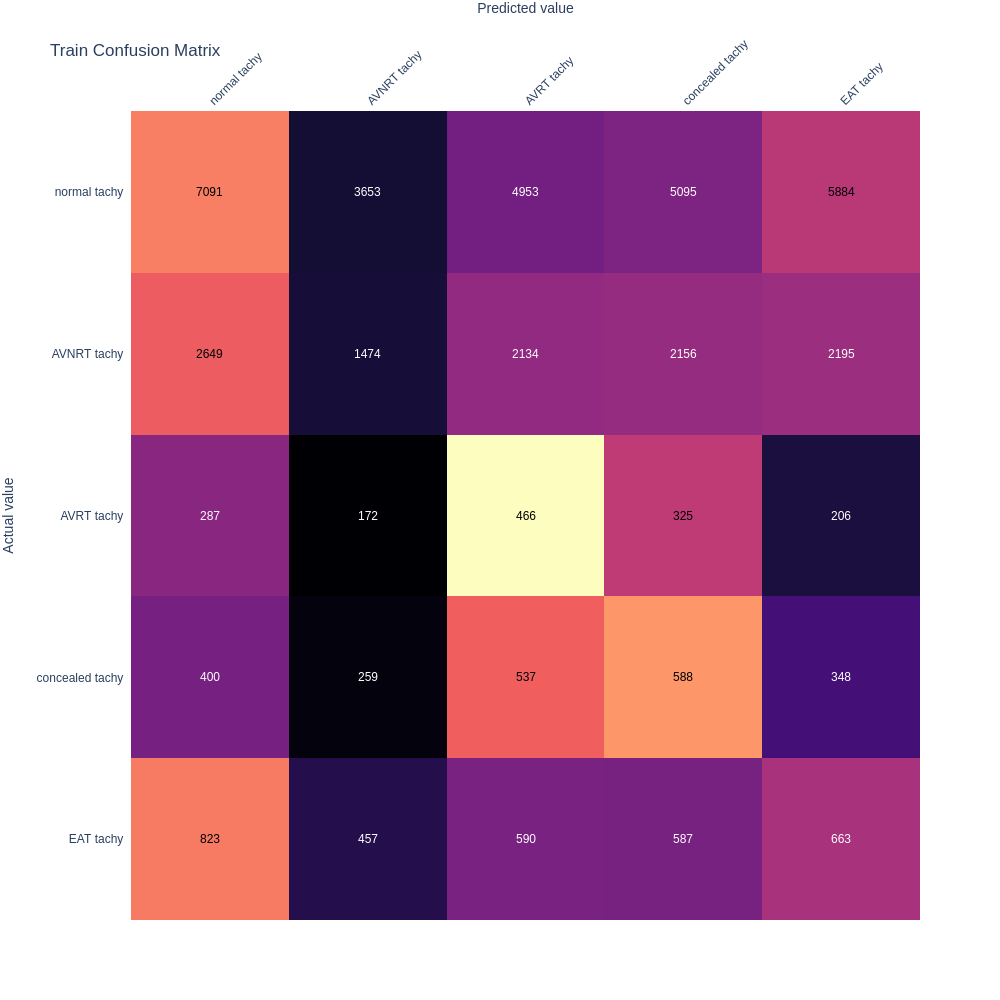 Predicted value
Train Confusion Matrix
normal tachy AVNRT tachy AVRT tachy concealed tachy EAT tachy
normal tachy 7091 3653 4953 5095 5884
AVNRT tachy 2649 1474 2134 2156 2195
Actual value
AVRT tachy 287 172 466 325 206
concealed tachy 400 259 537 588 348
EAT tachy 823 457 590 587 663